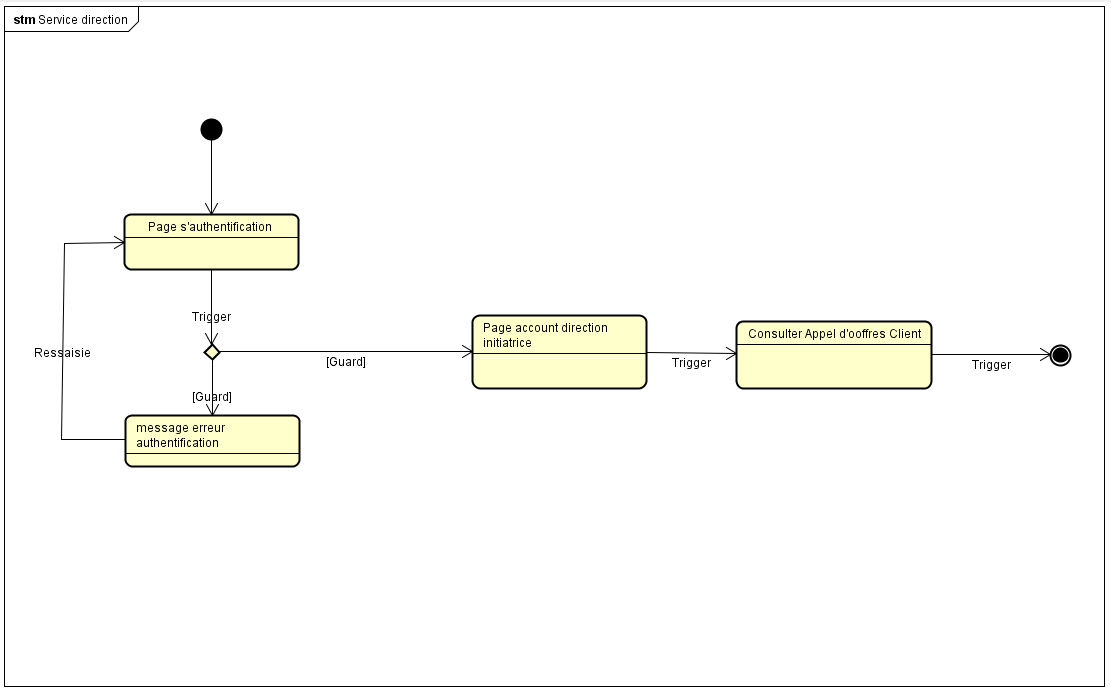 stm Service direction
Page s'authentification
Trigger
Ressaisie
[Guard]
[Guard]
message erreur
authentification
Page account direction
initiatrice
Trigger
Consulter Appel d'ooffres Client
Trigger